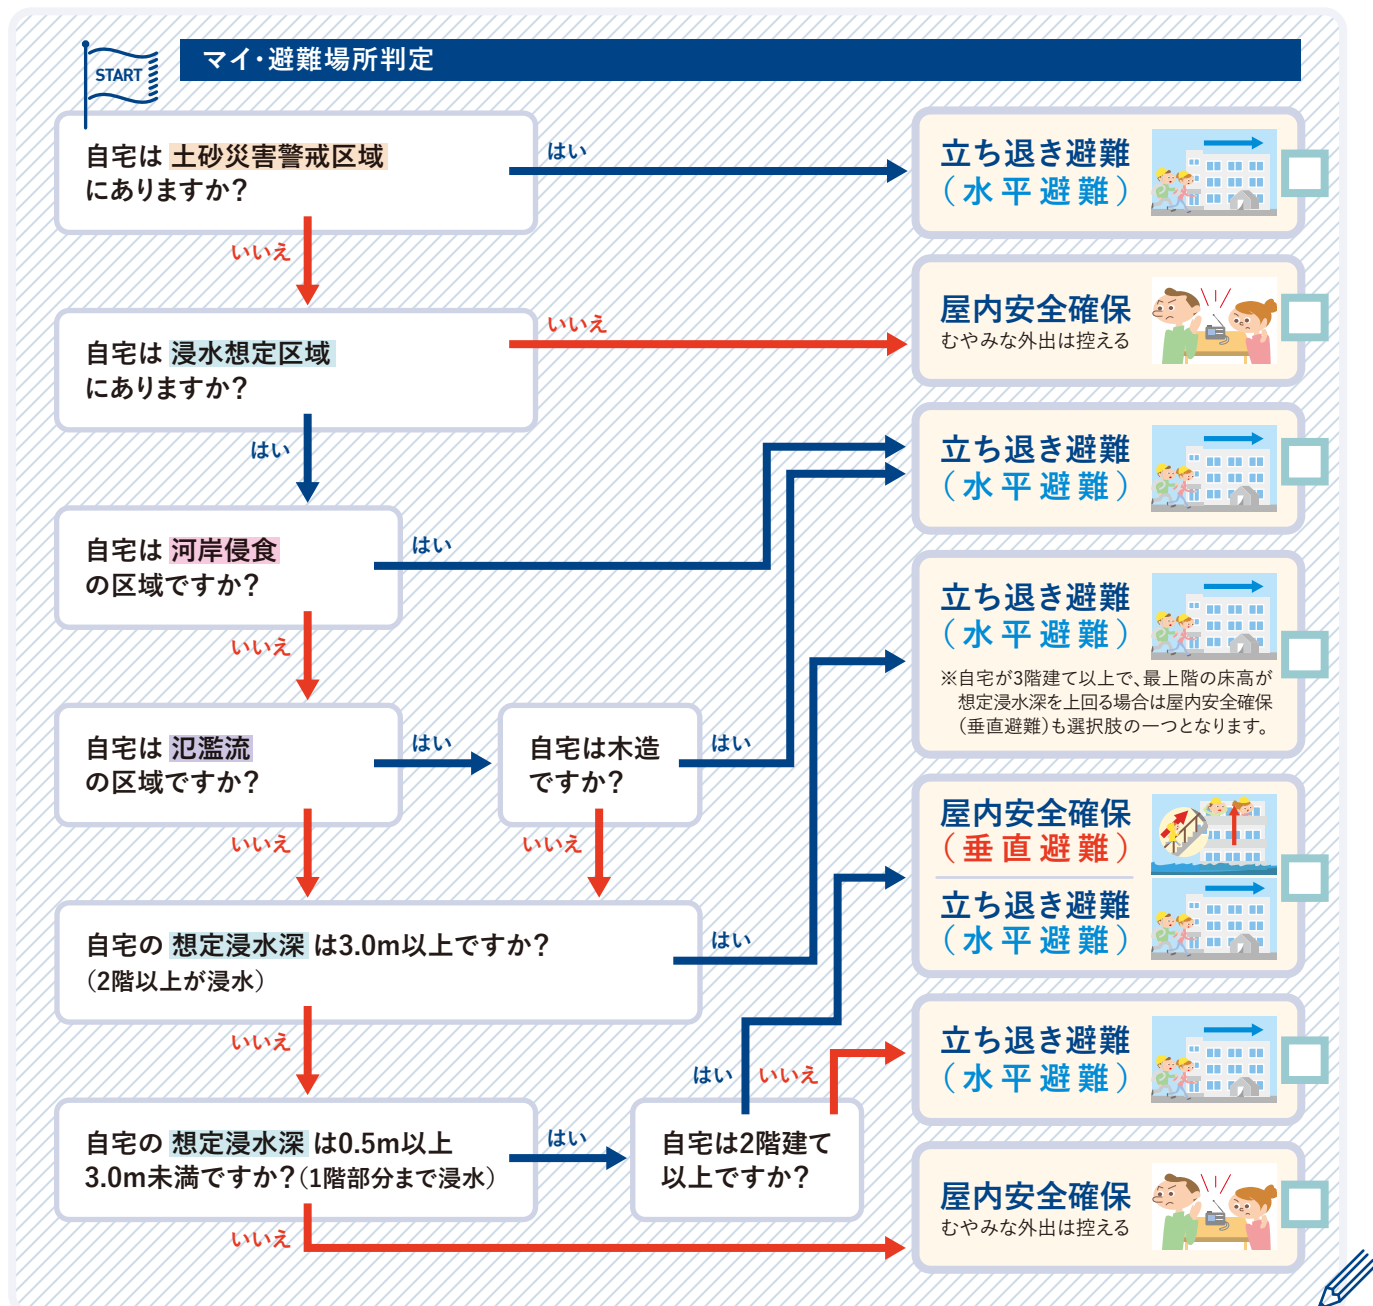 START
マイ・避難場所判定
自宅は 土砂災害警戒区域
にありますか?
はい
いいえ
立ち退き避難
(水平避難)
自宅は 浸水想定区域
にありますか?
いいえ
はい
屋内安全確保
むやみな外出は控える
自宅は 河岸侵食
の区域ですか?
はい
いいえ
立ち退き避難
(水平避難)
自宅は 氾濫流
の区域ですか?
はい
いいえ
自宅は木造
ですか?
はい
いいえ
立ち退き避難
(水平避難)
※自宅が3階建て以上で、最上階の床高が
想定浸水深を上回る場合は屋内安全確保
(垂直避難)も選択肢の一つとなります。
自宅の 想定浸水深 は3.0m以上ですか?
(2階以上が浸水)
はい
いいえ
屋内安全確保
(垂直避難)
立ち退き避難
(水平避難)
自宅の 想定浸水深 は0.5m以上
3.0m未満ですか?(1階部分まで浸水)
はい
いいえ
自宅は2階建て
以上ですか?
はい
いいえ
立ち退き避難
(水平避難)
屋内安全確保
むやみな外出は控える